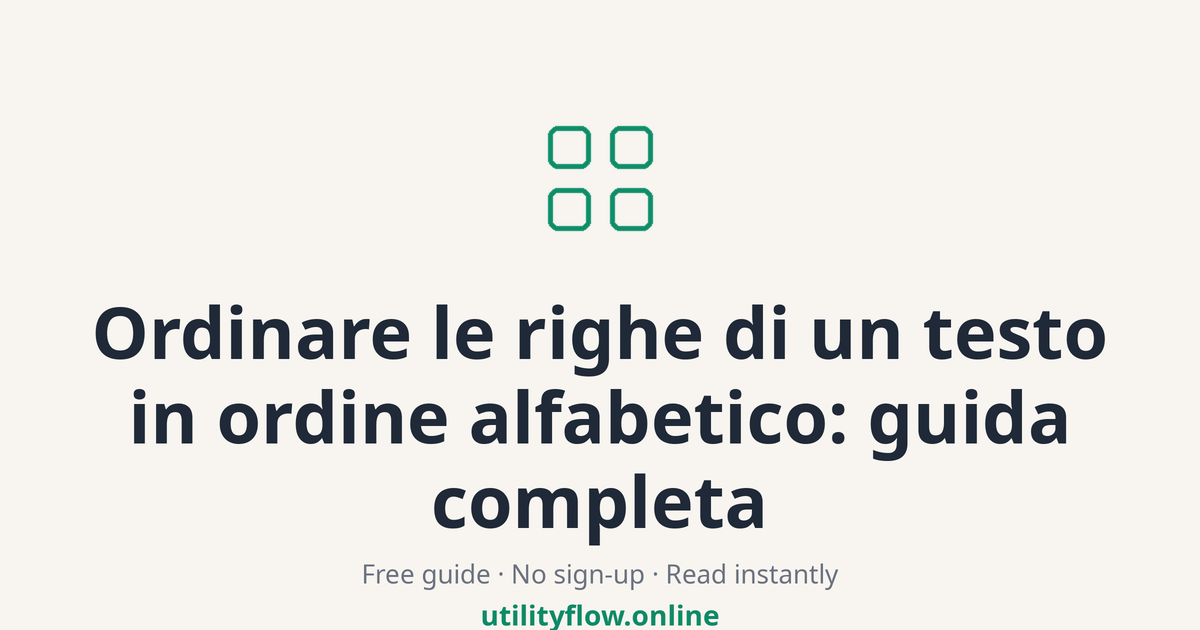 Ordinare le righe di un testo
in ordine alfabetico: guida
completa
Free guide · No sign-up · Read instantly
utilityflow.online